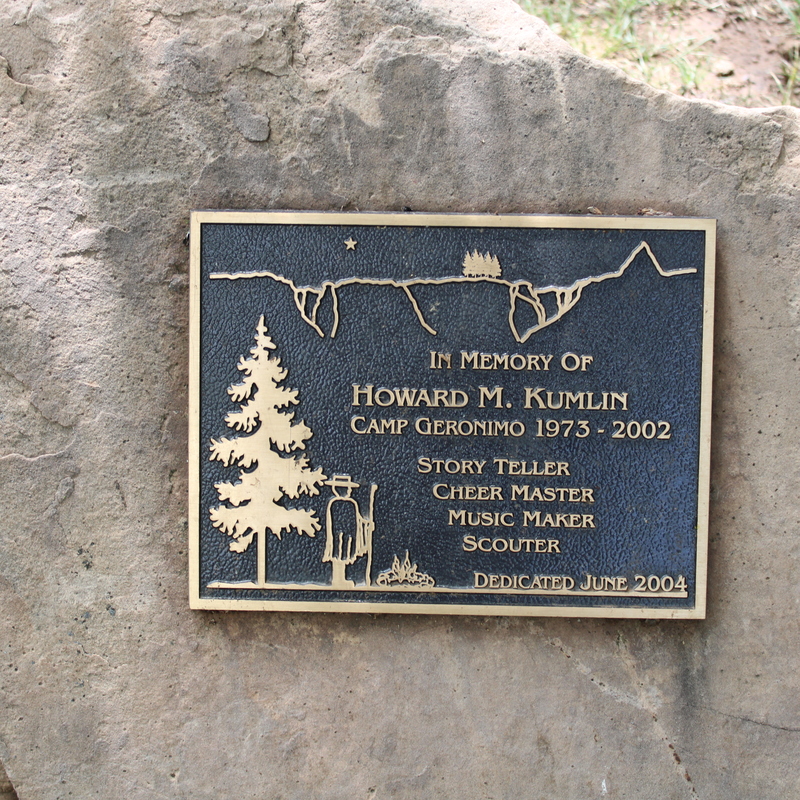 In Memory Of
Howard M. Kumlin
Camp Geronimo 1973 - 2002
Story Teller
Cheer Master
Music Maker
Scouter
Dedicated June 2004